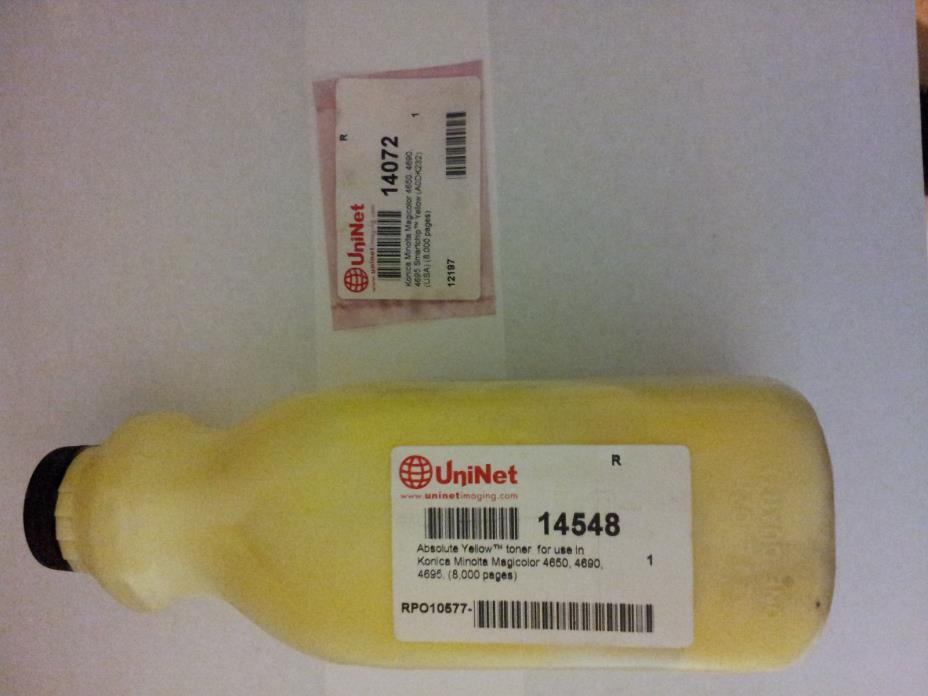 R
UniNet
www.uninetimaging.com
14072
1
Konica Minolta Magicolor 4650, 4690,
4695 Smartchip™ Yellow (A0DK232)
(USA) (8,000 pages)
12197
UniNet
R
www.uninetimaging.com
14548
Absolute Yellow™ toner for use in
Konica Minolta Magicolor 4650, 4690,
4695. (8,000 pages)
1
RPO10577-